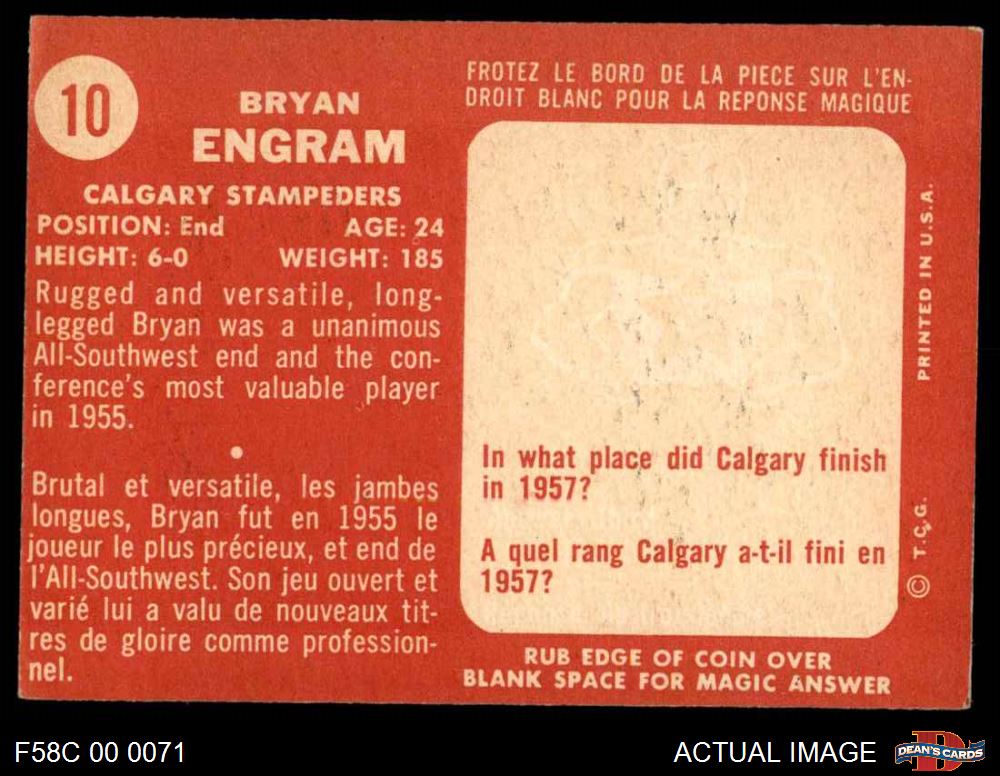 10
BRYAN
ENGRAM
CALGARY STAMPEDERS
POSITION: End AGE: 24
HEIGHT: 6-0 WEIGHT: 185
Rugged and versatile, long-
legged Bryan was a unanimous
All-Southwest end and the con-
ference's most valuable player
in 1955.
Brutal et versatile, les jambes
longues, Bryan fut en 1955 le
joueur le plus précieux, et end de
l'All-Southwest. Son jeu ouvert et
varié lui a valu de nouveaux tit-
res de gloire comme profession-
nel.
FROTEZ LE BORD DE LA PIECE SUR L'EN-
DROIT BLANC POUR LA REPONSE MAGIQUE
In what place did Calgary finish
in 1957?
A quel rang Calgary a-t-il fini en
1957?
RUB EDGE OF COIN OVER
BLANK SPACE FOR MAGIC ANSWER
© T.C.G. PRINTED IN U.S.A.
F58C 00 0071
ACTUAL IMAGE
DEAN'S CARDS